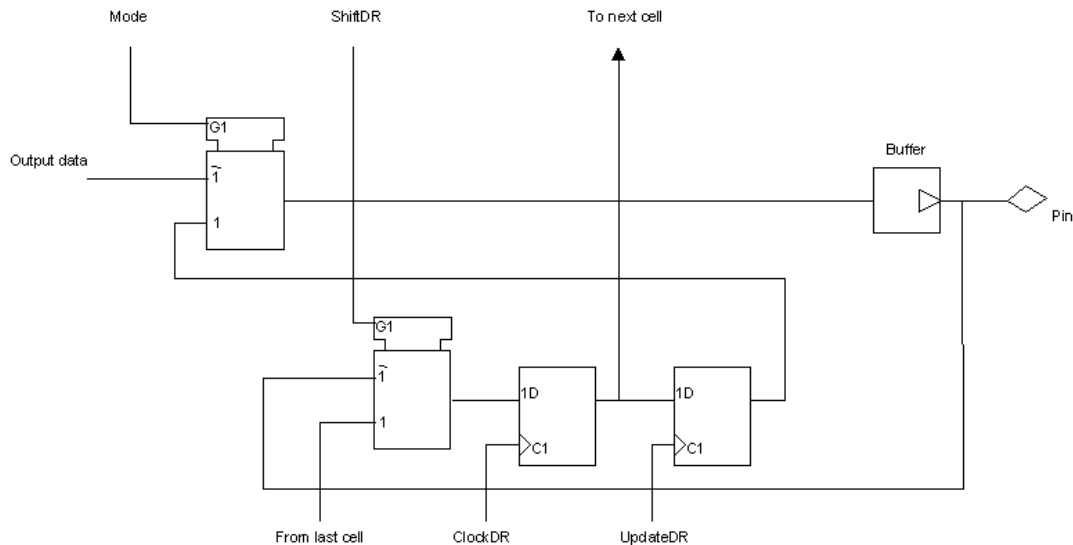 Mode
ShiftDR
To next cell
G1
Output data
1
1
Buffer
Pin
G1
1
1
1D
C1
1D
C1
From last cell
ClockDR
UpdateDR